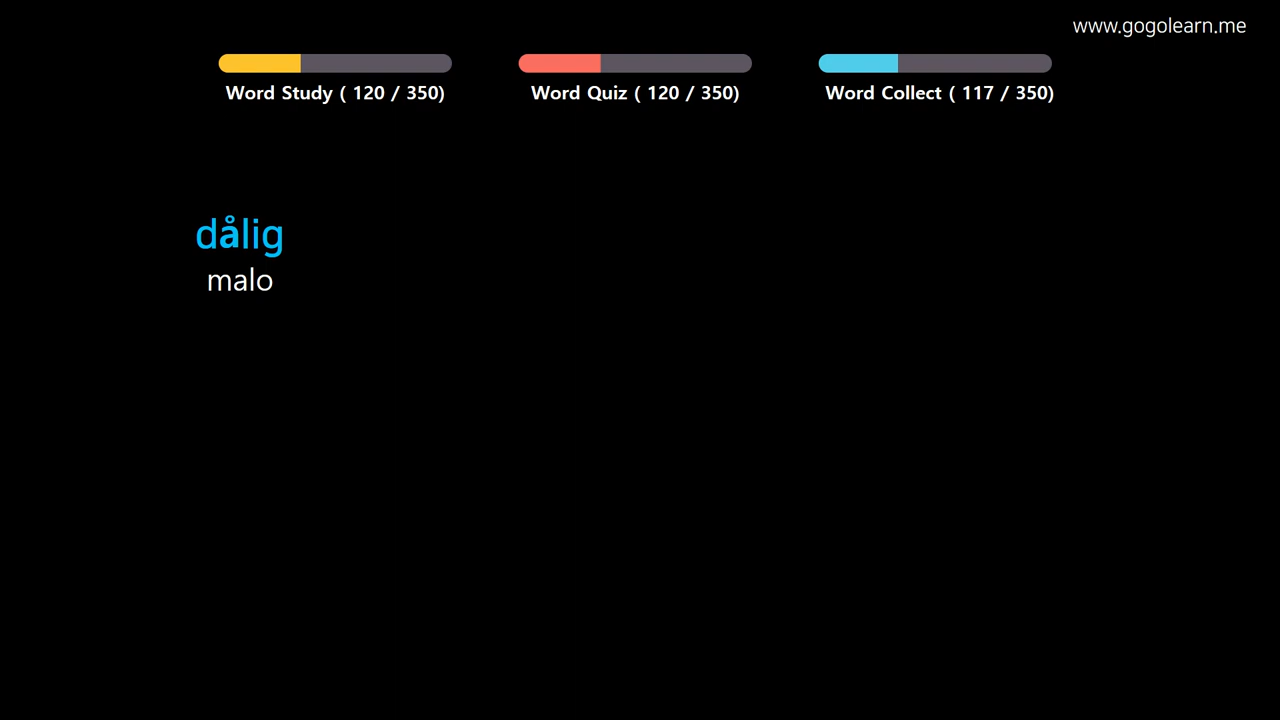 www.gogolearn.me
Word Study ( 120 / 350)
Word Quiz ( 120 / 350)
Word Collect ( 117 / 350)
dålig
malo